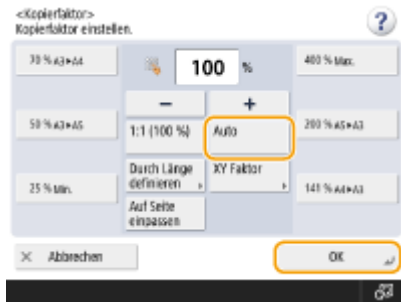 <Kopierfaktor>
Kopierfaktor einstellen.
?
70 % A3►A4
100 %
400 % Max.
− +
50 % A3►A5
1:1 (100 %)
Auto
200 % A5►A3
Durch Länge
definieren
XY Faktor
25 % Min.
141 % A4►A3
Auf Seite
einpassen
× Abbrechen
OK